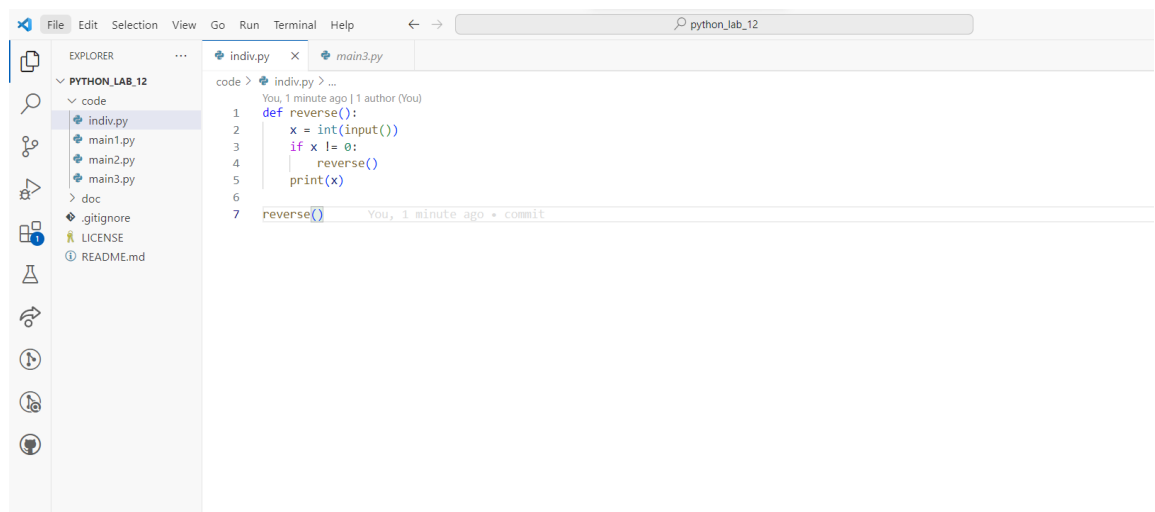 File Edit Selection View Go Run Terminal Help ← → python_lab_12
EXPLORER ...
PYTHON_LAB_12
code
indiv.py
main1.py
main2.py
main3.py
doc
.gitignore
LICENSE
README.md
1
indiv.py × main3.py
code > indiv.py > ...
You, 1 minute ago | 1 author (You)
1 def reverse():
2     x = int(input())
3     if x != 0:
4         reverse()
5     print(x)
6
7 reverse() You, 1 minute ago • commit